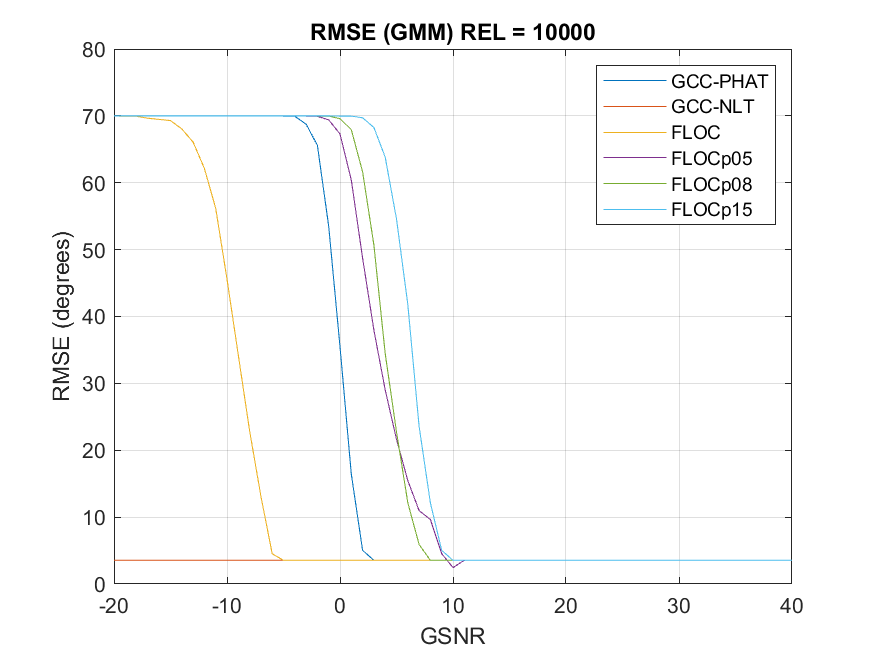 RMSE (GMM) REL = 10000
80
70
60
50
40
30
20
10
0
RMSE (degrees)
GCC-PHAT
GCC-NLT
FLOC
FLOCp05
FLOCp08
FLOCp15
-20 -10 0 10 20 30 40
GSNR